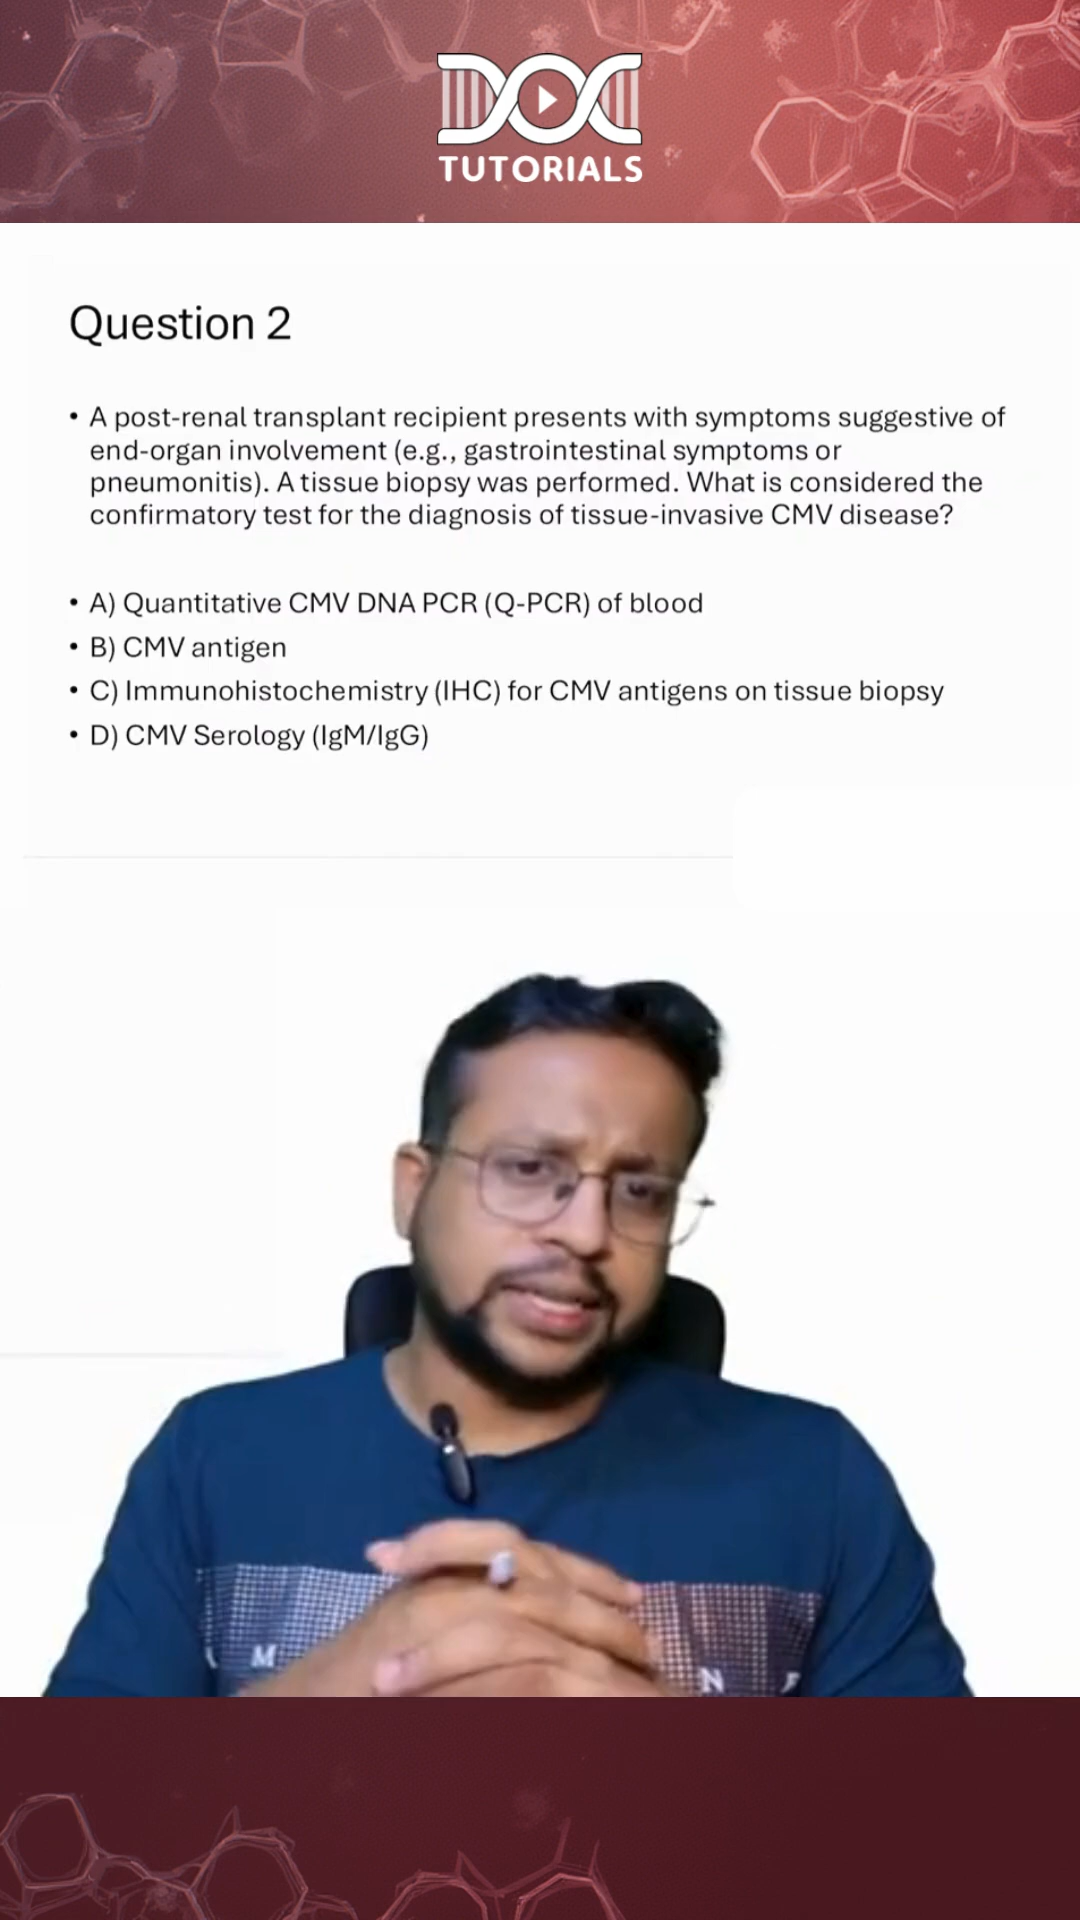 DOC
TUTORIALS
Question 2
• A post-renal transplant recipient presents with symptoms suggestive of
end-organ involvement (e.g., gastrointestinal symptoms or
pneumonitis). A tissue biopsy was performed. What is considered the
confirmatory test for the diagnosis of tissue-invasive CMV disease?
• A) Quantitative CMV DNA PCR (Q-PCR) of blood
• B) CMV antigen
• C) Immunohistochemistry (IHC) for CMV antigens on tissue biopsy
• D) CMV Serology (IgM/IgG)
M N